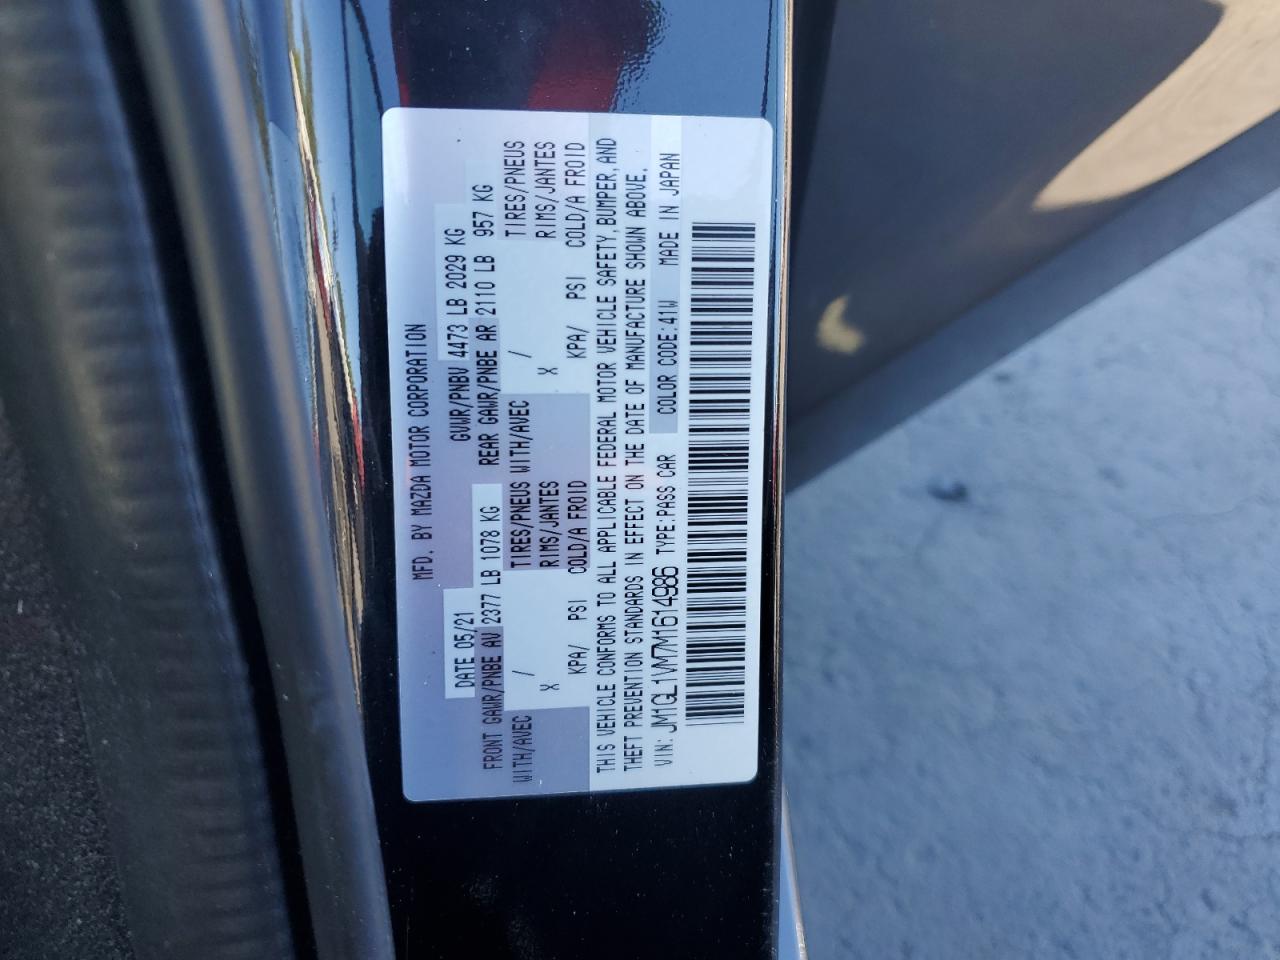 MFD. BY MAZDA MOTOR CORPORATION
DATE 05/21 GVWR/PNBV 4473 LB 2029 KG
FRONT GAWR/PNBE AV 2377 LB 1078 KG REAR GAWR/PNBE AR 2110 LB 957 KG
WITH/AVEC / TIRES/PNEUS WITH/AVEC / TIRES/PNEUS
X RIMS/JANTES X RIMS/JANTES
KPA/ PSI COLD/A FROID KPA/ PSI COLD/A FROID
THIS VEHICLE CONFORMS TO ALL APPLICABLE FEDERAL MOTOR VEHICLE SAFETY, BUMPER, AND
THEFT PREVENTION STANDARDS IN EFFECT ON THE DATE OF MANUFACTURE SHOWN ABOVE.
VIN: JM1GL1VM7M1614986 TYPE:PASS CAR COLOR CODE:41W MADE IN JAPAN